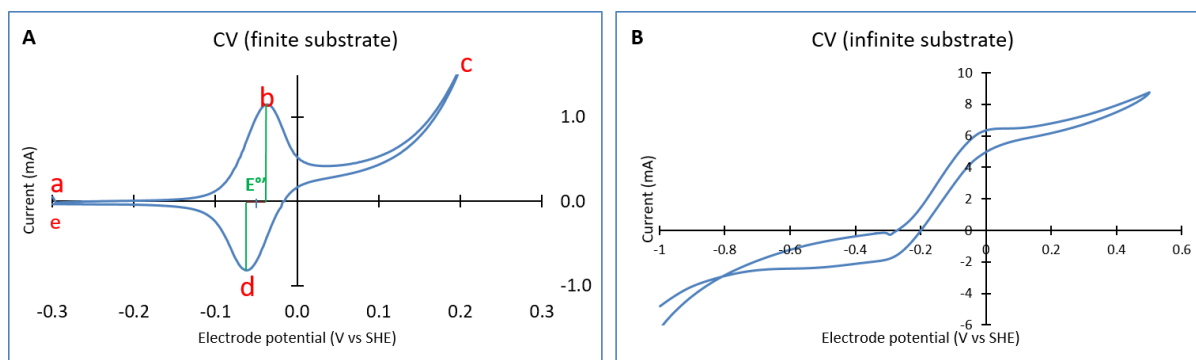 A
CV (finite substrate)
c
b
1.0
a
E°’
0.0
e
Current (mA)
d
-1.0
-0.3 -0.2 -0.1 0.0 0.1 0.2 0.3
Electrode potential (V vs SHE)
B
CV (infinite substrate)
10
8
6
4
2
0
-1 -0.8 -0.6 -0.4 -0.2 0 0.2 0.4 0.6
-2
-4
-6
Current (mA)
Electrode potential (V vs SHE)